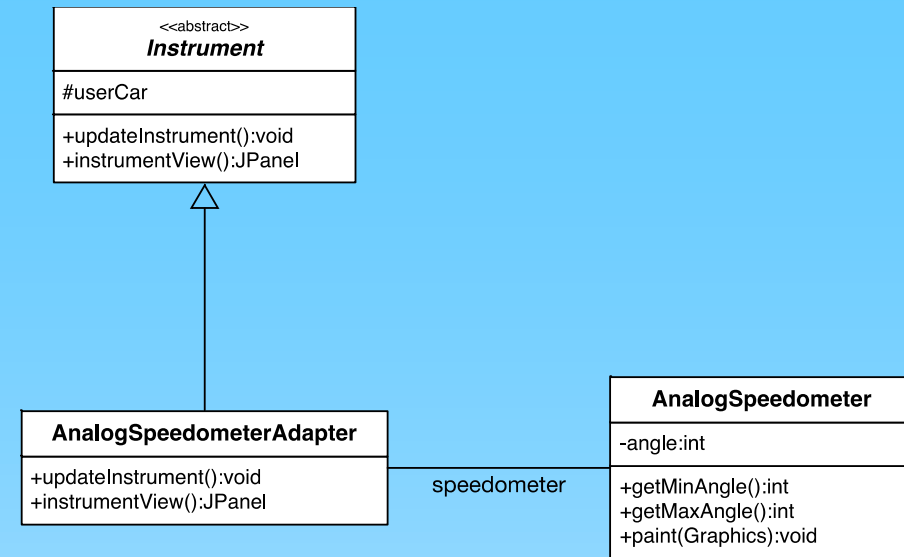 <<abstract>>
Instrument
#userCar
+updateInstrument():void
+instrumentView():JPanel
AnalogSpeedometerAdapter
+updateInstrument():void
+instrumentView():JPanel
speedometer
AnalogSpeedometer
-angle:int
+getMinAngle():int
+getMaxAngle():int
+paint(Graphics):void